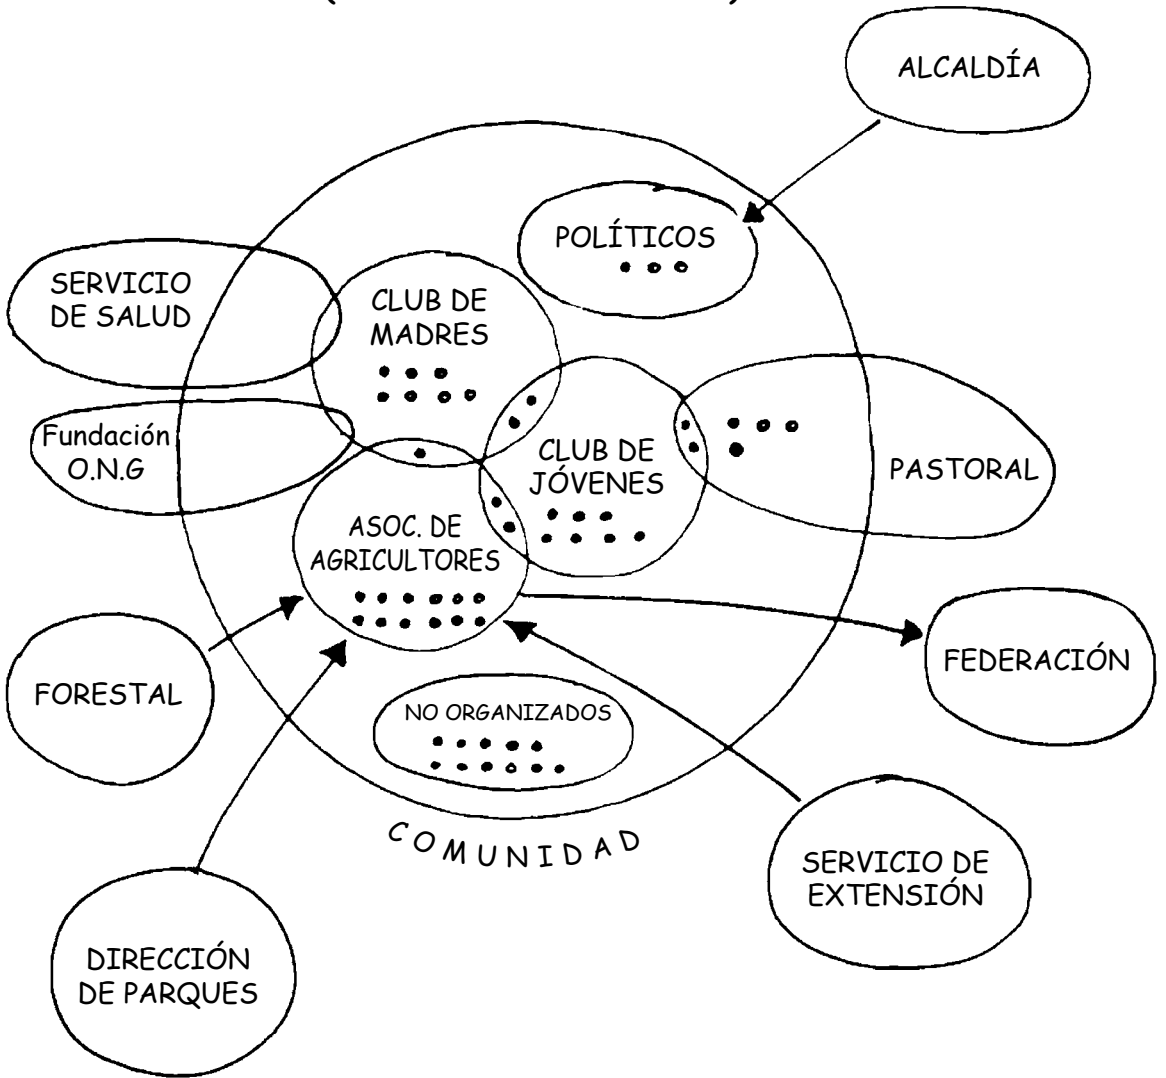 ALCALDÍA
POLÍTICOS
SERVICIO
DE SALUD
CLUB DE
MADRES
Fundación
O.N.G
CLUB DE
JÓVENES
PASTORAL
ASOC. DE
AGRICULTORES
FORESTAL
FEDERACIÓN
NO ORGANIZADOS
COMUNIDAD
SERVICIO DE
EXTENSIÓN
DIRECCIÓN
DE PARQUES